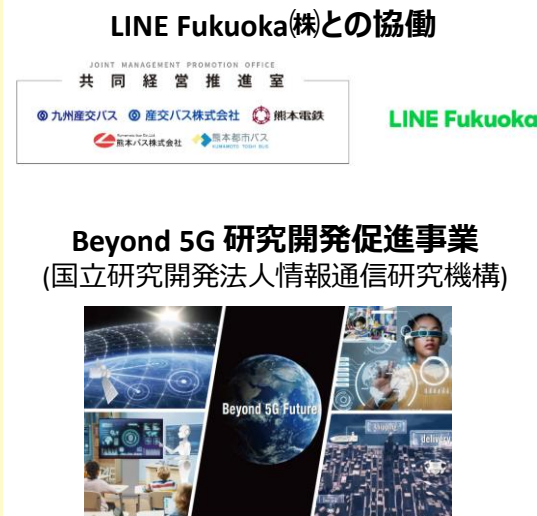 LINE Fukuoka㈱との協働
JOINT MANAGEMENT PROMOTION OFFICE
共同経営推進室
九州産交バス 産交バス株式会社 熊本電鉄
Kumamoto Bus Co.Ltd
熊本バス株式会社 熊本都市バス
KUMAMOTO TOSHI BUS
LINE Fukuoka
Beyond 5G 研究開発促進事業
(国立研究開発法人情報通信研究機構)
Beyond 5G Future
delivery